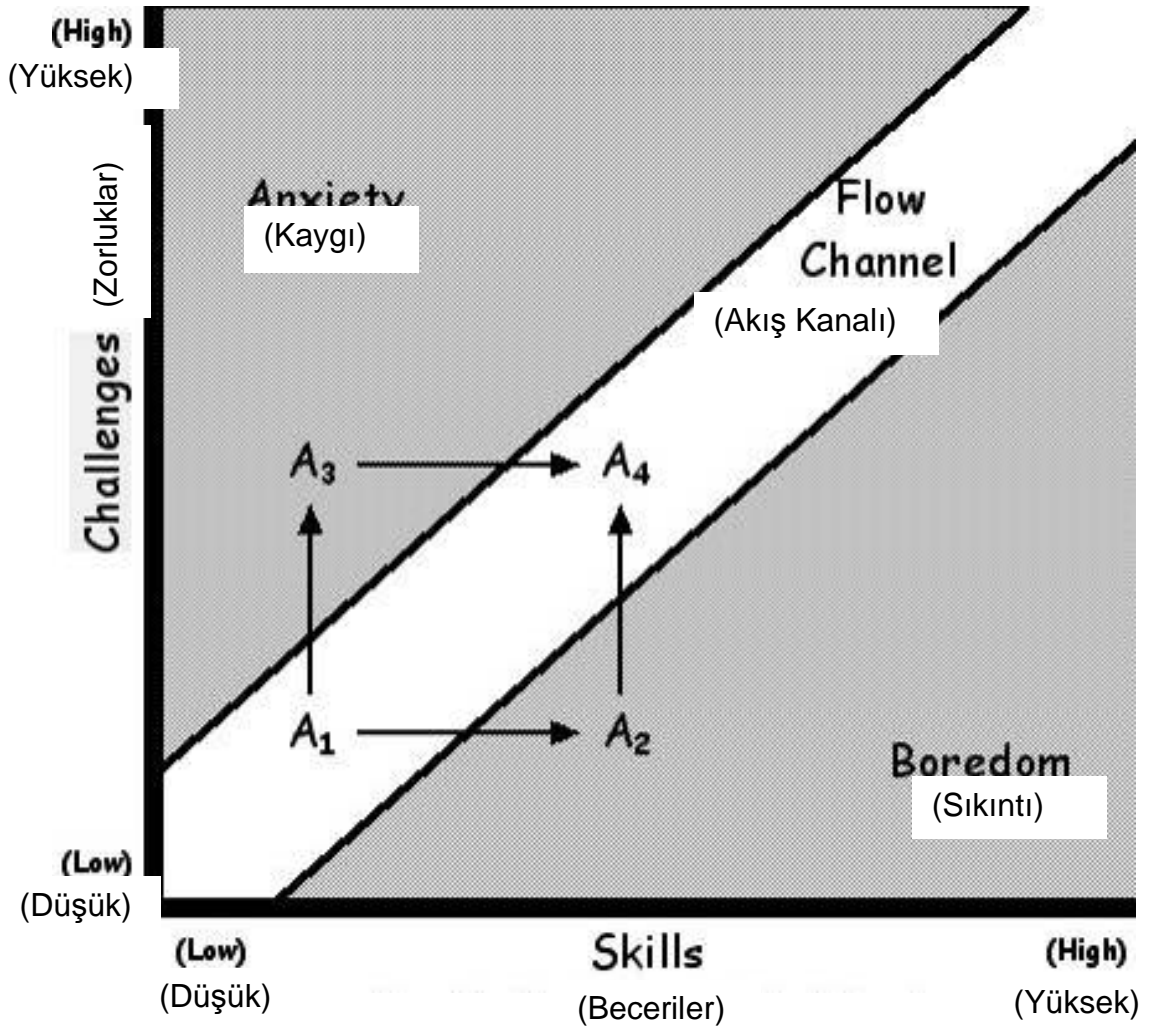 (High)
(Yüksek)
(Zorluklar)
Challenges
Anxiety
(Kaygı)
Flow
Channel
(Akış Kanalı)
A3
A4
A1
A2
Boredom
(Sıkıntı)
(Low)
(Düşük)
(Low)
Skills
(High)
(Düşük)
(Beceriler)
(Yüksek)